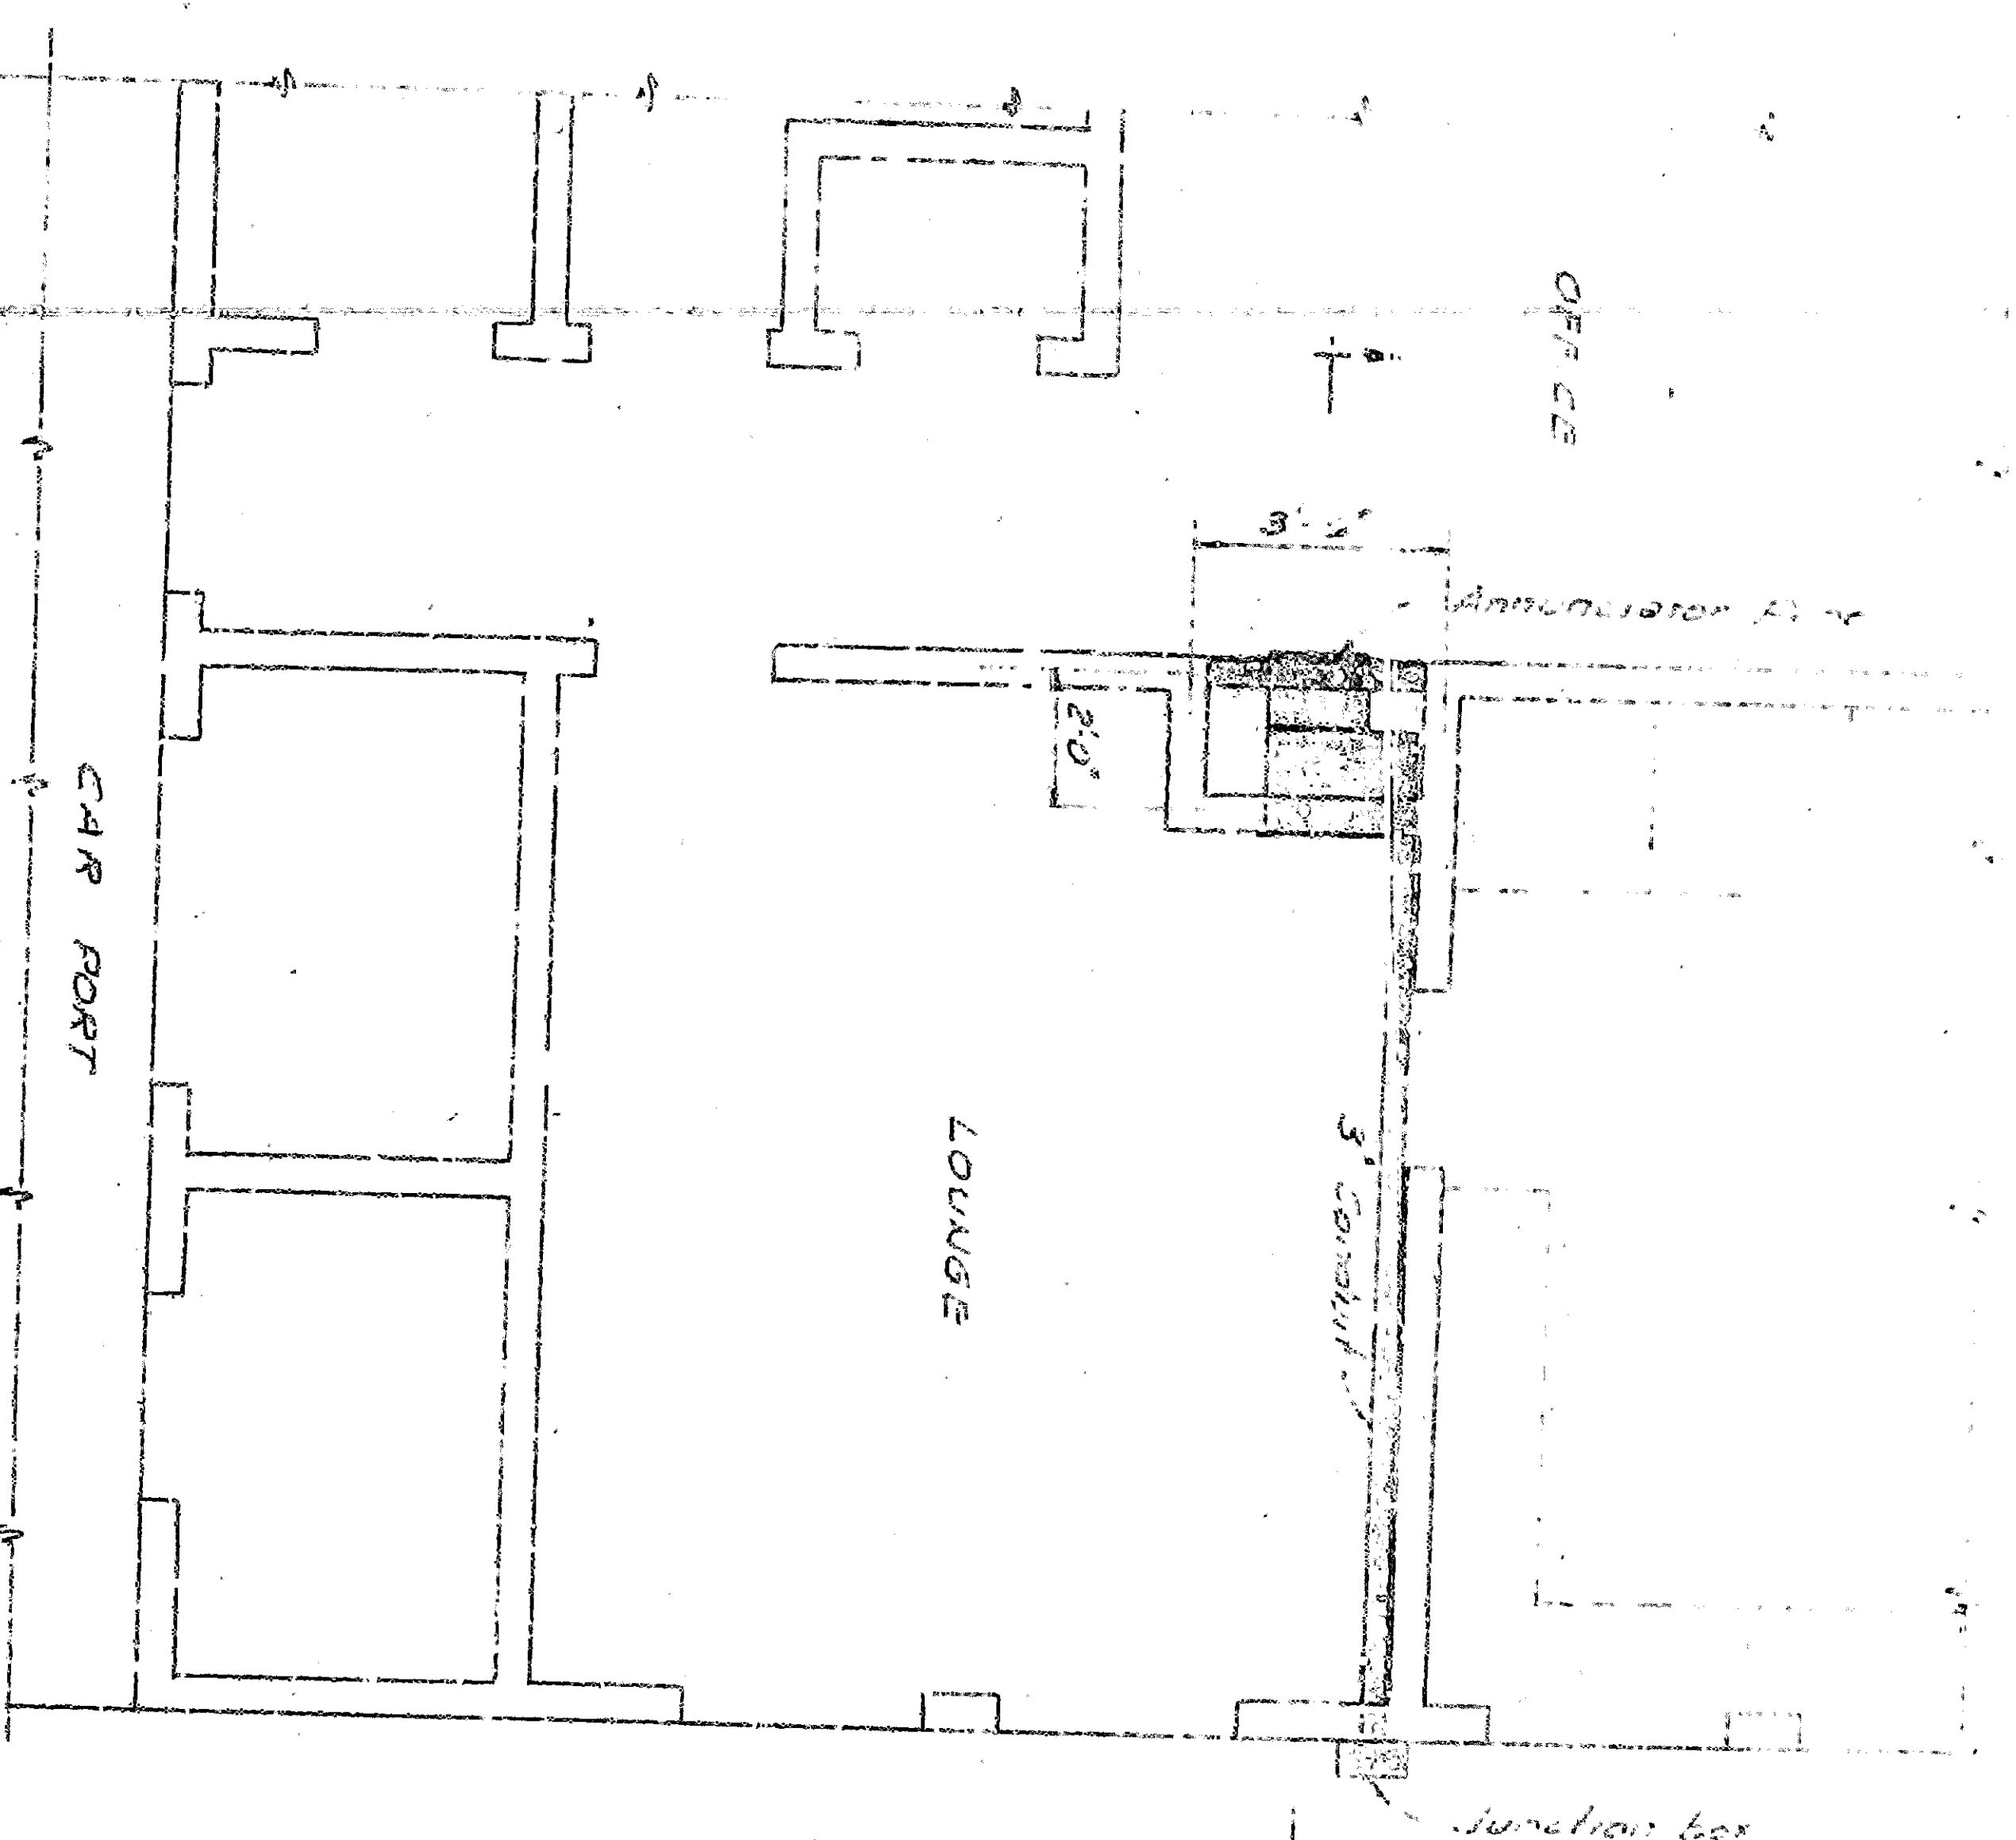 OFFICE
3'-2"
Annunciator
2'-0"
CAR PORT
LOUNGE
3" Conduit
Junction box